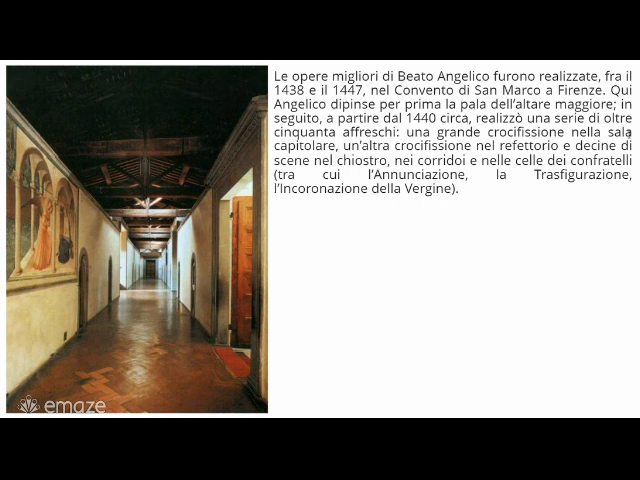 Le opere migliori di Beato Angelico furono realizzate, fra il
1438 e il 1447, nel Convento di San Marco a Firenze. Qui
Angelico dipinse per prima la pala dell'altare maggiore; in
seguito, a partire dal 1440 circa, realizzò una serie di oltre
cinquanta affreschi: una grande crocifissione nella sala
capitolare, un'altra crocifissione nel refettorio e decine di
scene nel chiostro, nei corridoi e nelle celle dei confratelli
(tra cui l'Annunciazione, la Trasfigurazione,
l'Incoronazione della Vergine).
emaze